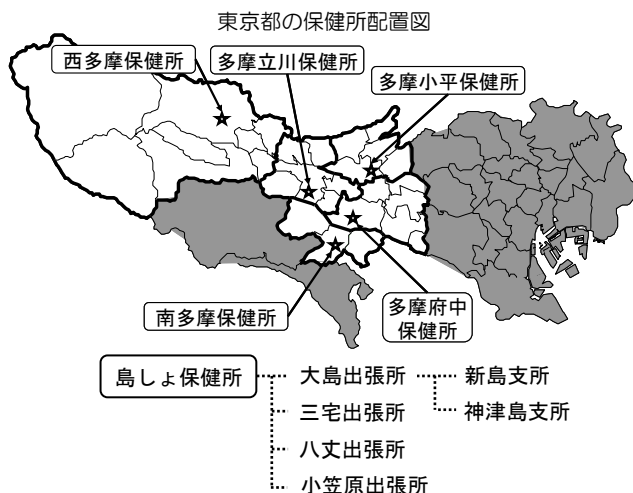 東京都の保健所配置図
西多摩保健所
多摩立川保健所
多摩小平保健所
南多摩保健所
多摩府中
保健所
島しょ保健所
大島出張所
新島支所
三宅出張所
神津島支所
八丈出張所
小笠原出張所